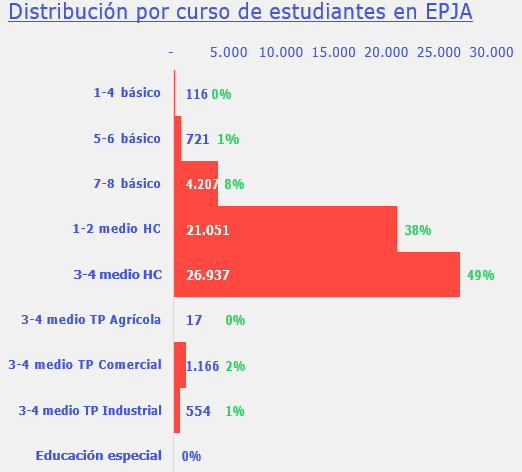 Distribución por curso de estudiantes en EPJA
- 5.000 10.000 15.000 20.000 25.000 30.000
1-4 básico 116 0%
5-6 básico 721 1%
7-8 básico 4.207 8%
1-2 medio HC 21.051 38%
3-4 medio HC 26.937 49%
3-4 medio TP Agrícola 17 0%
3-4 medio TP Comercial 1.166 2%
3-4 medio TP Industrial 554 1%
Educación especial 0%